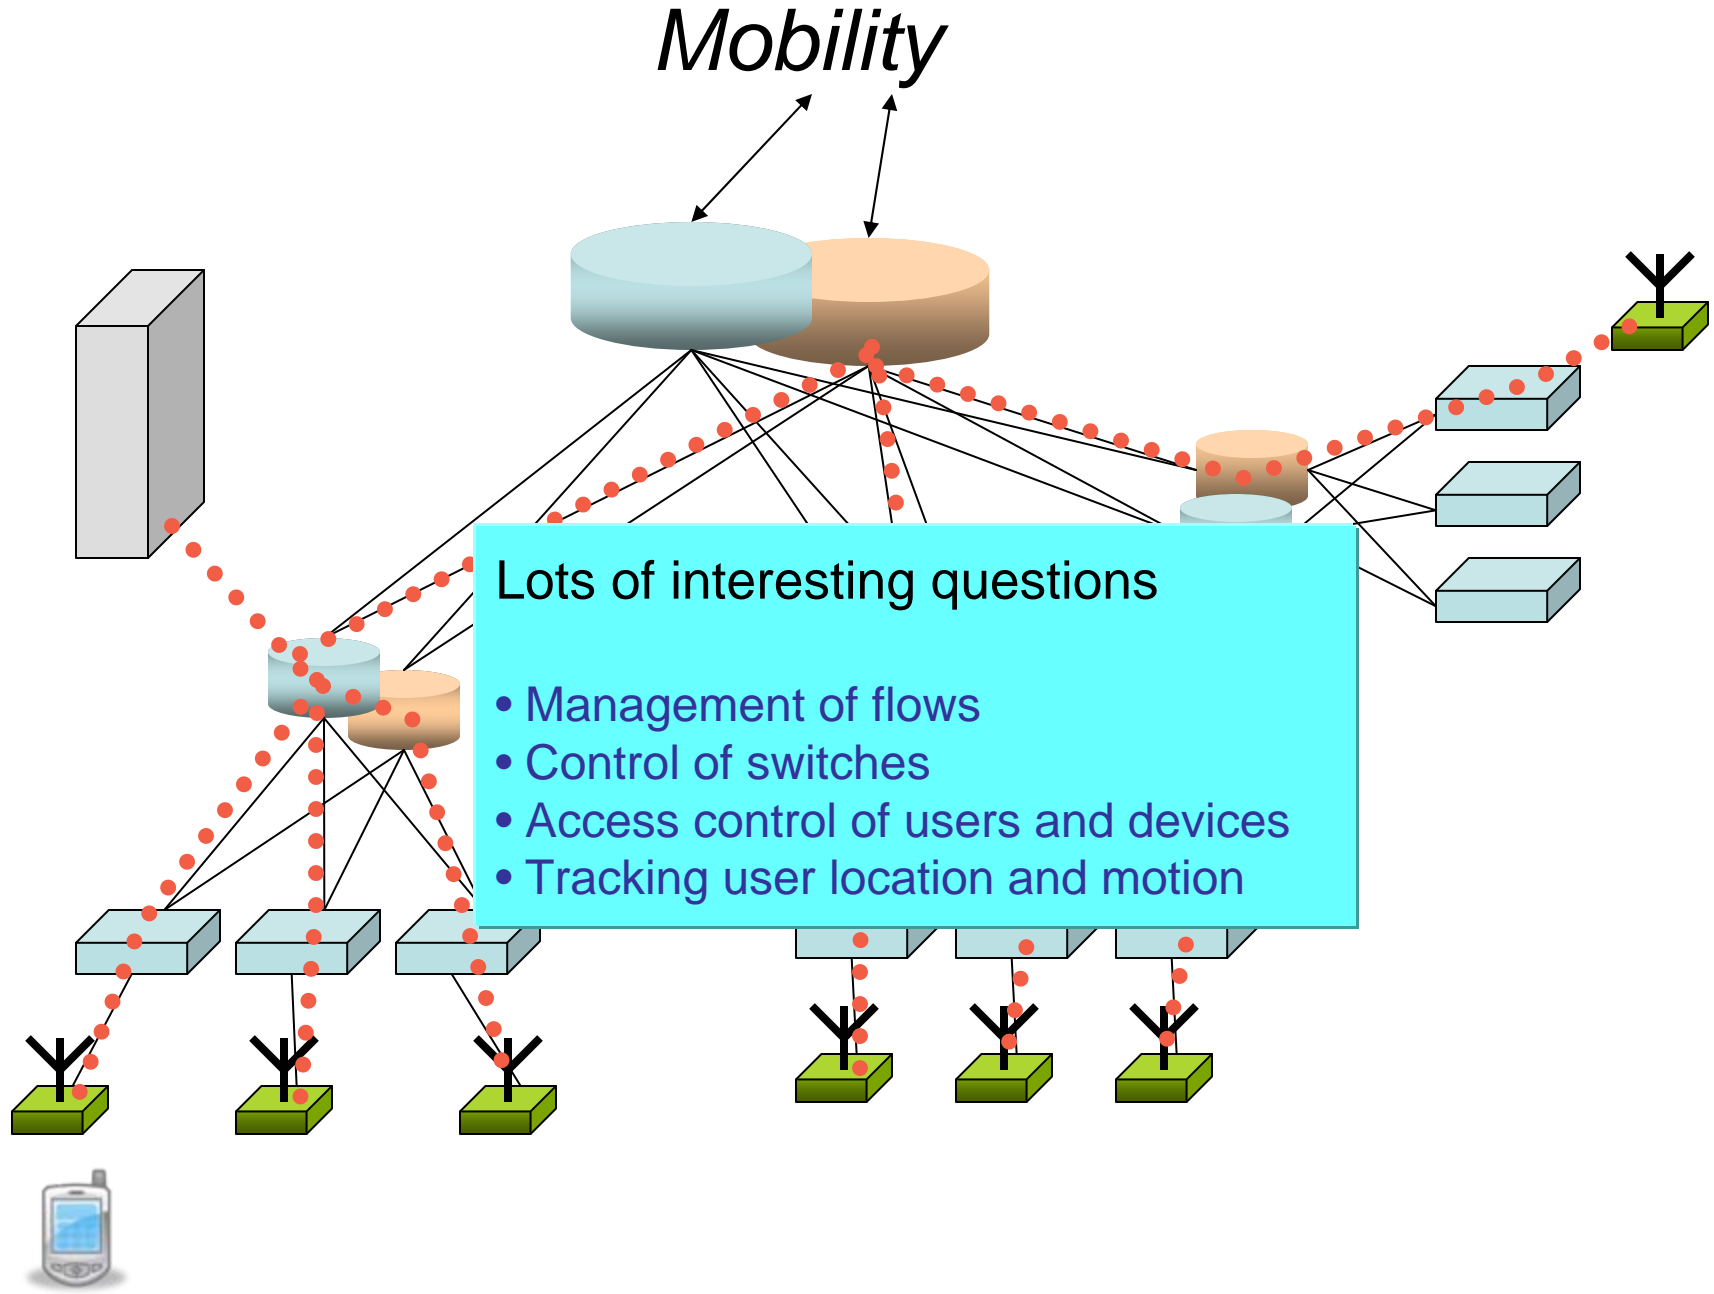 Mobility
Lots of interesting questions
• Management of flows
• Control of switches
• Access control of users and devices
• Tracking user location and motion